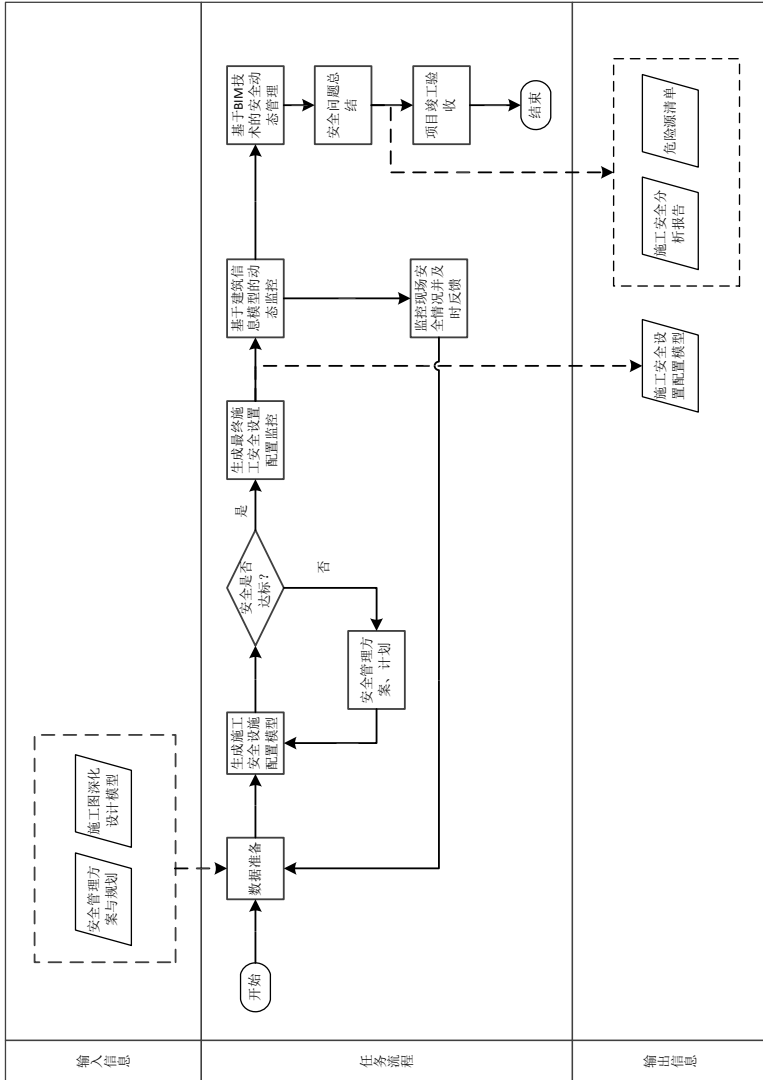 输入信息
安全管理方
案与规划
施工图深化
设计模型
任务流程
开始
数据准备
生成施工
安全设施
配置模型
安全是否
达标？
是
否
安全管理方
案、计划
生成最终施
工安全设置
配置监控
基于建筑信
息模型的动
态监控
监控现场安
全情况并及
时反馈
基于BIM技
术的安全动
态管理
安全问题总
结
项目竣工验
收
结束
输出信息
施工安全设
置配置模型
施工安全分
析报告
危险源清单